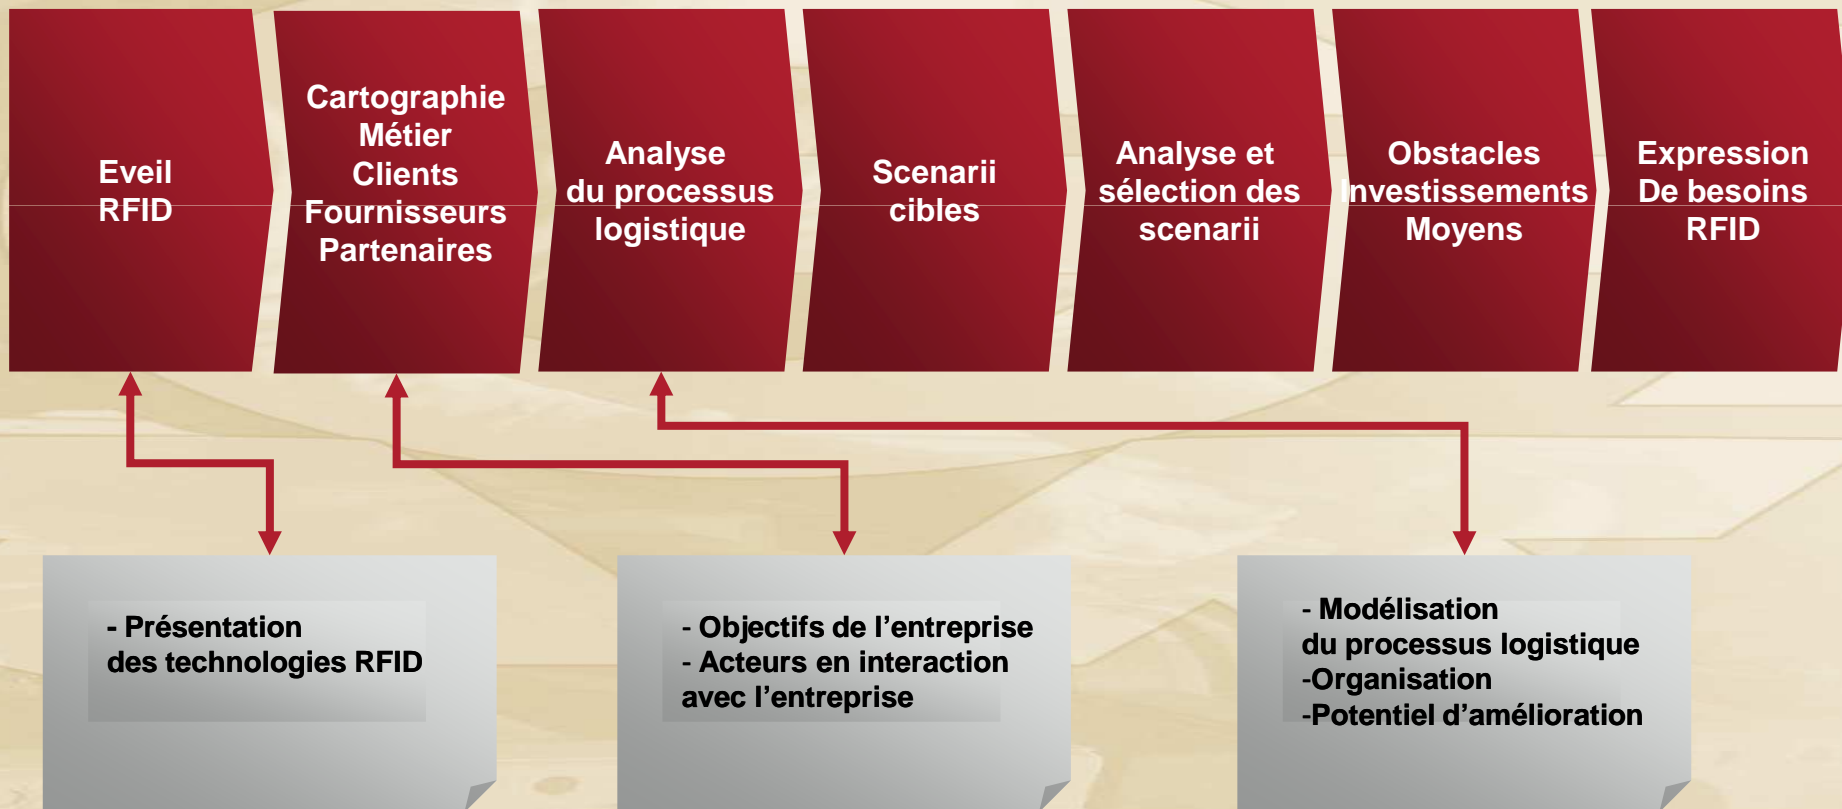 Eveil
RFID
Cartographie
Métier
Clients
Fournisseurs
Partenaires
Analyse
du processus
logistique
Scenarii
cibles
Analyse et
sélection des
scenarii
Obstacles
Investissements
Moyens
Expression
De besoins
RFID
- Présentation
des technologies RFID
- Objectifs de l’entreprise
- Acteurs en interaction
avec l’entreprise
- Modélisation
du processus logistique
-Organisation
-Potentiel d’amélioration